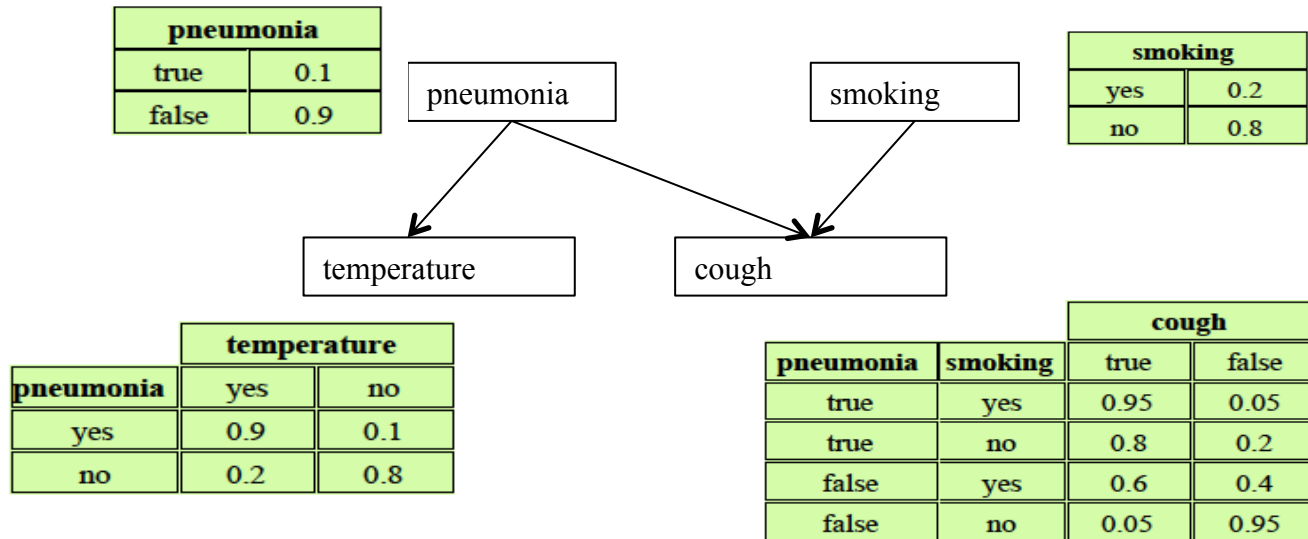 pneumonia
true 0.1
false 0.9
pneumonia
smoking
smoking
yes 0.2
no 0.8
temperature
cough
temperature
pneumonia yes no
yes 0.9 0.1
no 0.2 0.8
cough
pneumonia smoking true false
true yes 0.95 0.05
true no 0.8 0.2
false yes 0.6 0.4
false no 0.05 0.95